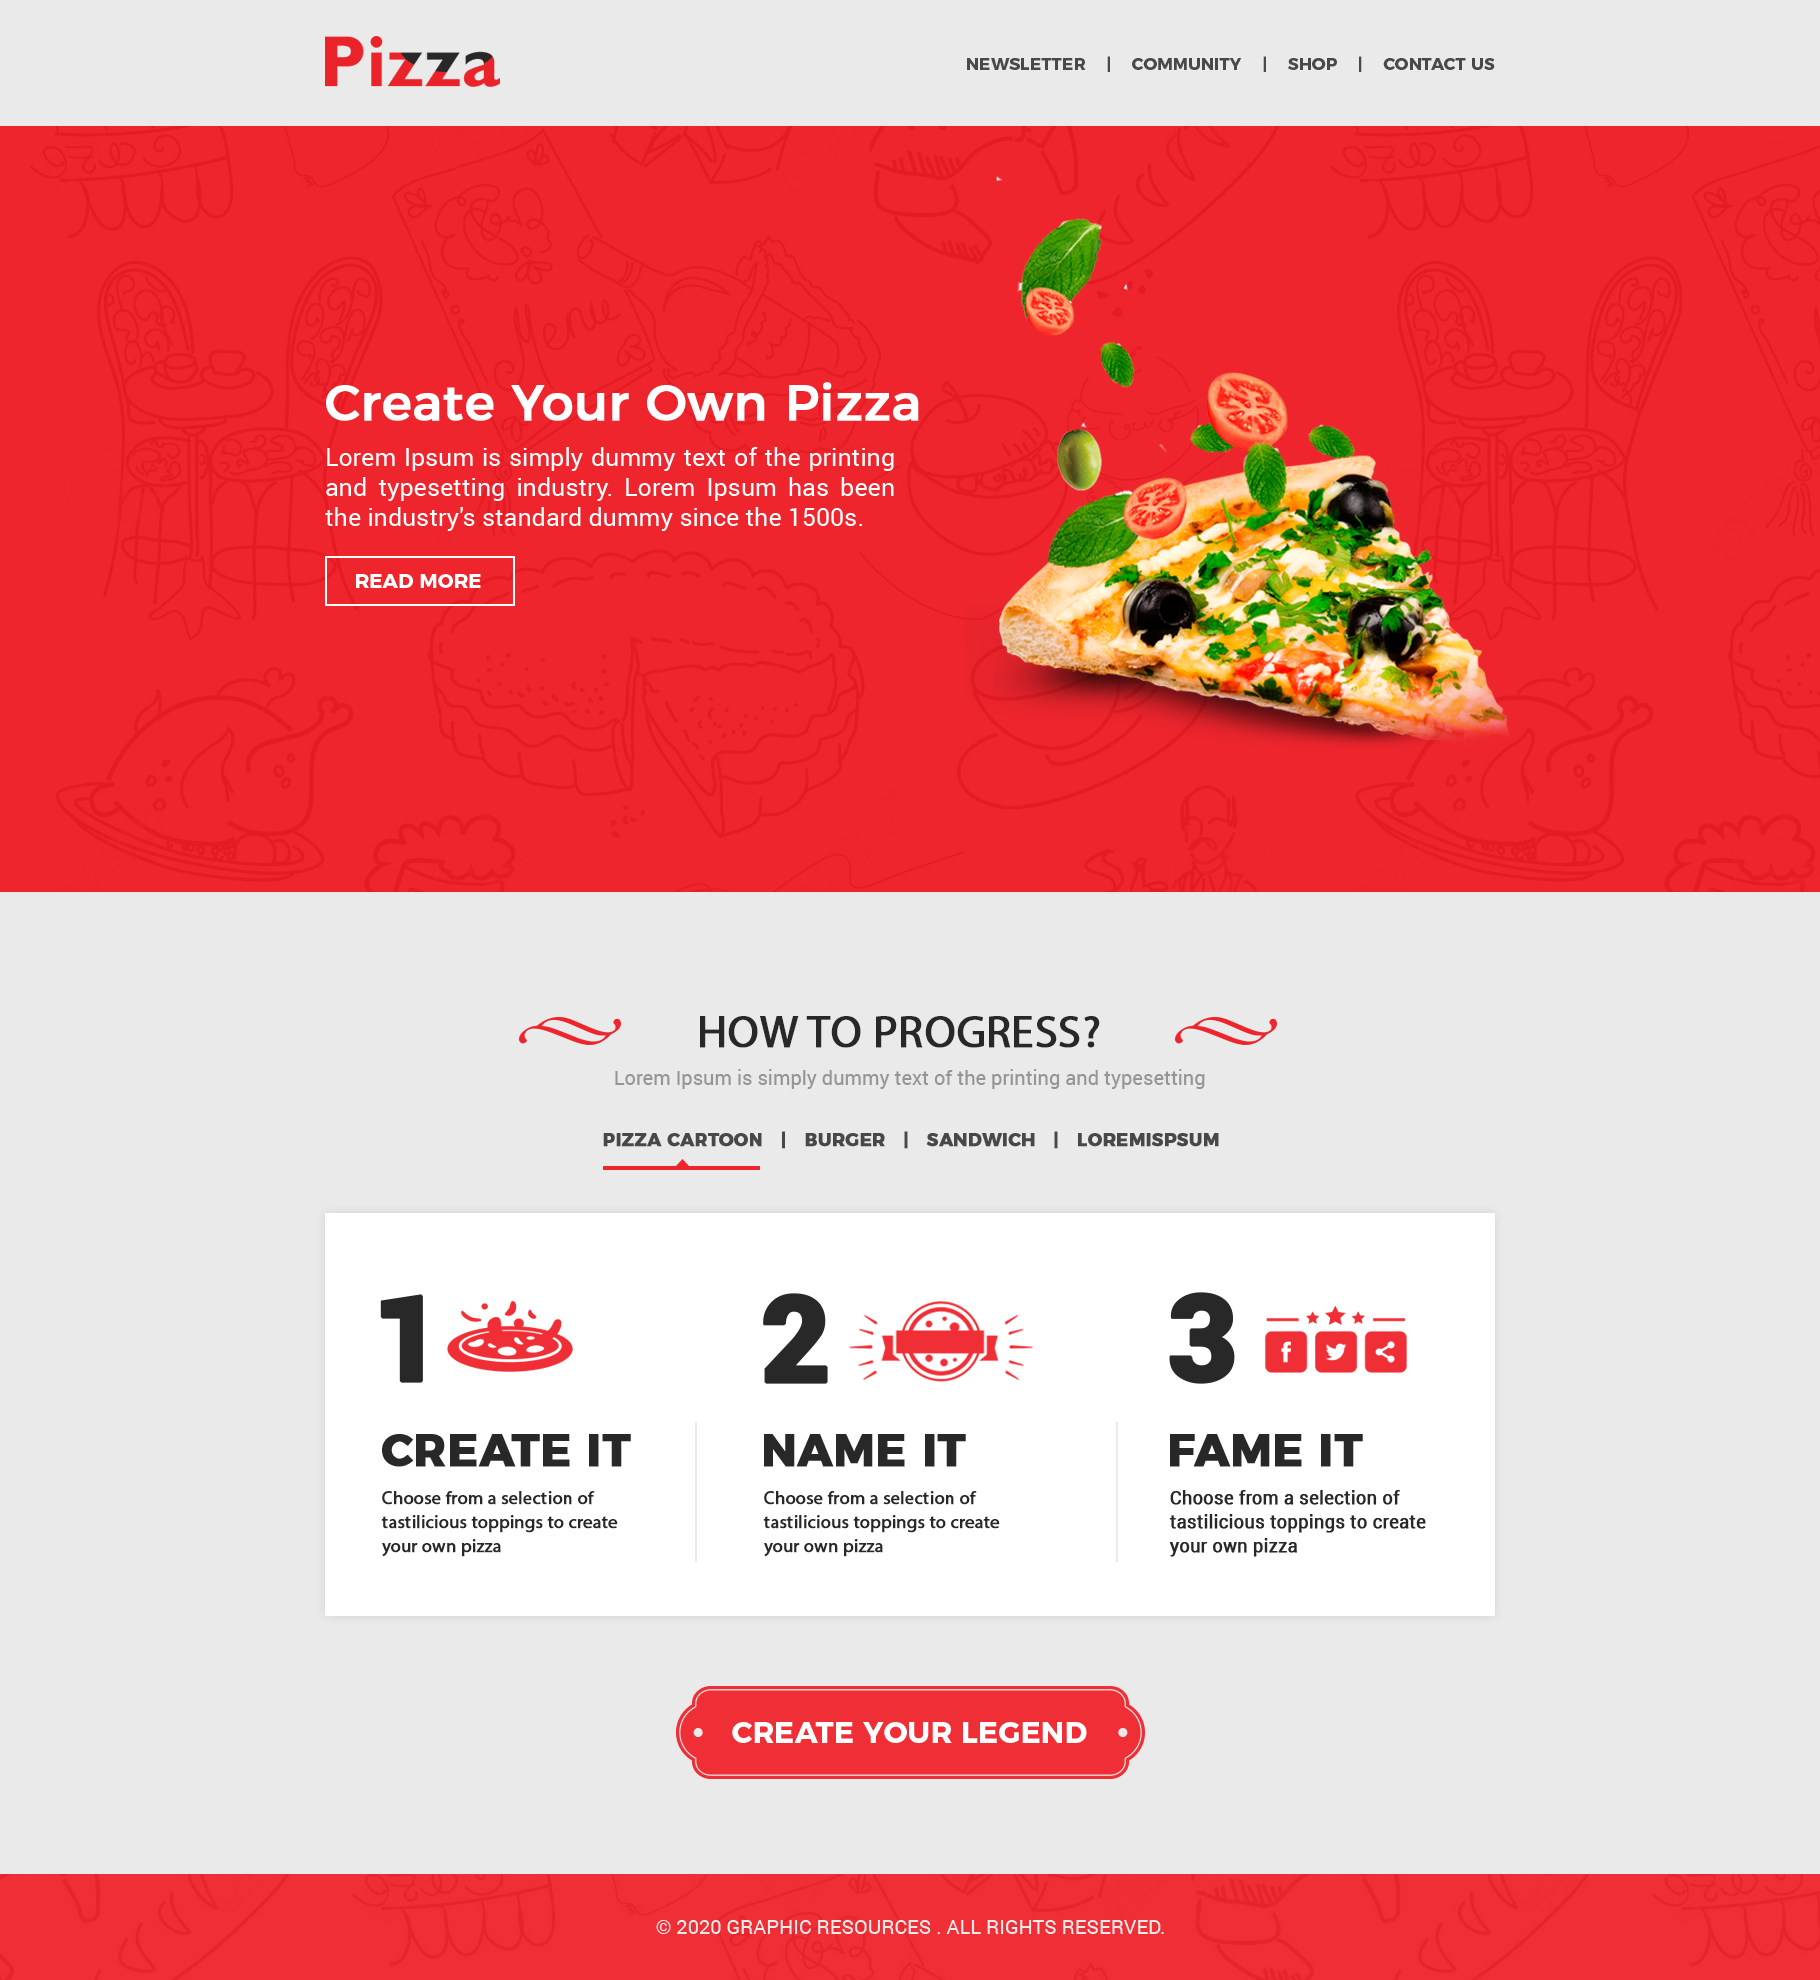 Pizza
NEWSLETTER | COMMUNITY | SHOP | CONTACT US
Menu
Create Your Own Pizza
Lorem Ipsum is simply dummy text of the printing
and typesetting industry. Lorem Ipsum has been
the industry's standard dummy since the 1500s.
READ MORE
HOW TO PROGRESS?
Lorem Ipsum is simply dummy text of the printing and typesetting
PIZZA CARTOON | BURGER | SANDWICH | LOREMISPSUM
1
2
3
f
CREATE IT
Choose from a selection of
tastilicious toppings to create
your own pizza
NAME IT
Choose from a selection of
tastilicious toppings to create
your own pizza
FAME IT
Choose from a selection of
tastilicious toppings to create
your own pizza
CREATE YOUR LEGEND
© 2020 GRAPHIC RESOURCES . ALL RIGHTS RESERVED.